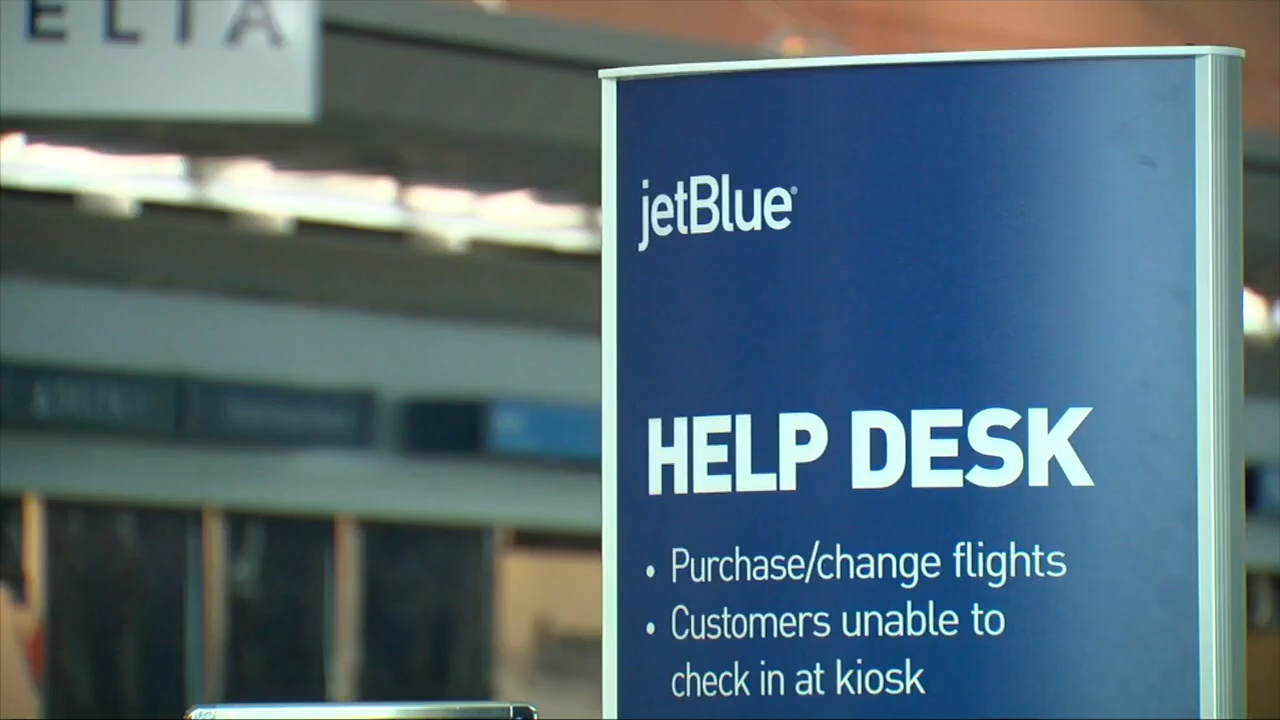 ELTA
jetBlue®
HELP DESK
• Purchase/change flights
• Customers unable to
check in at kiosk